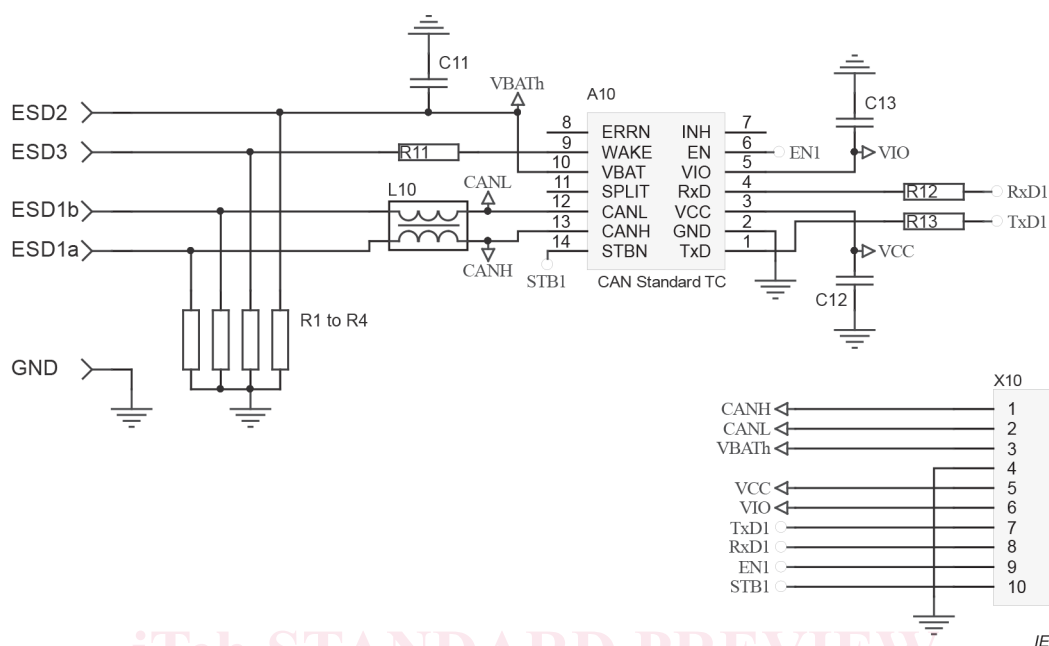 C11
VBATh
A10
C13
ESD2
8 ERRN INH 7
ESD3
R11
9 WAKE EN 6
EN1
VIO
10 VBAT VIO 5
L10
CANL
11 SPLIT RxD 4
R12
RxD1
ESD1b
12 CANL VCC 3
13 CANH GND 2
R13
TxD1
ESD1a
14 STBN TxD 1
VCC
CANH
STB1
CAN Standard TC
C12
R1 to R4
GND
X10
CANH 1
CANL 2
VBATh 3
4
VCC 5
VIO 6
TxD1 7
RxD1 8
EN1 9
STB1 10
iTeh STANDARD PREVIEW
IE